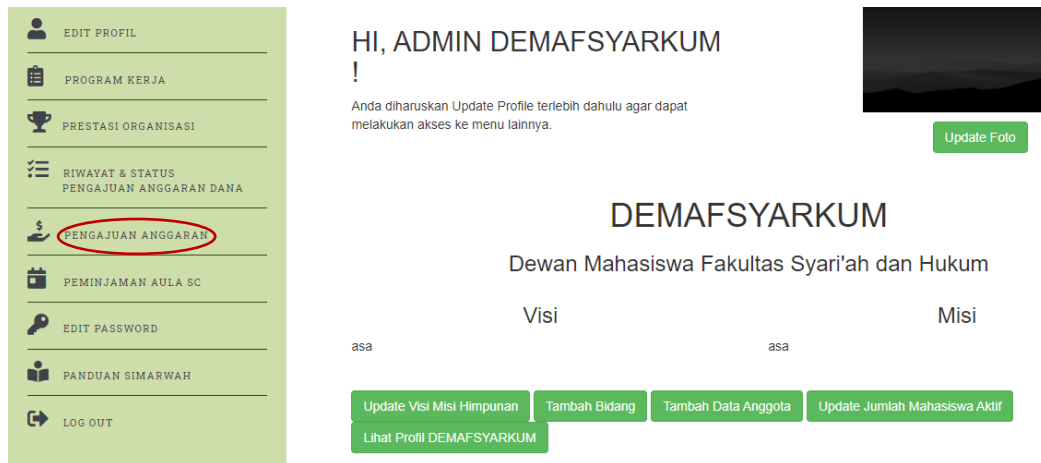 EDIT PROFIL
PROGRAM KERJA
PRESTASI ORGANISASI
RIWAYAT & STATUS
PENGAJUAN ANGGARAN DANA
PENGAJUAN ANGGARAN
PEMINJAMAN AULA SC
EDIT PASSWORD
PANDUAN SIMARWAH
LOG OUT
HI, ADMIN DEMAFSYARKUM
!
Anda diharuskan Update Profile terlebih dahulu agar dapat
melakukan akses ke menu lainnya.
Update Foto
DEMAFSYARKUM
Dewan Mahasiswa Fakultas Syari'ah dan Hukum
Visi
Misi
asa
asa
Update Visi Misi Himpunan
Tambah Bidang
Tambah Data Anggota
Update Jumlah Mahasiswa Aktif
Lihat Profil DEMAFSYARKUM